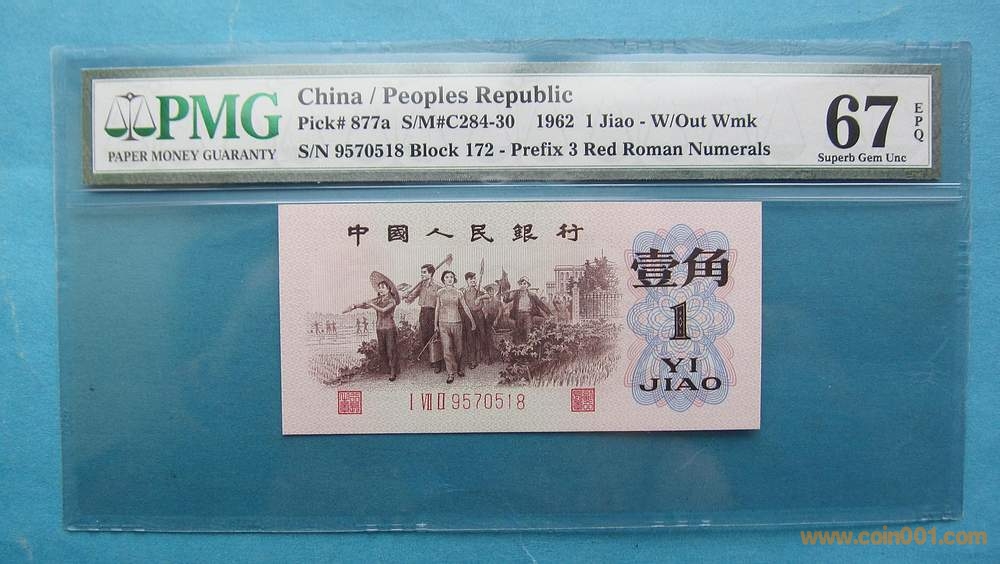 PMG
PAPER MONEY GUARANTY
China / Peoples Republic
Pick# 877a S/M#C284-30 1962 1 Jiao - W/Out Wmk
S/N 9570518 Block 172 - Prefix 3 Red Roman Numerals
67
EPQ
Superb Gem Unc
中國人民銀行
壹角
1
YI
JIAO
I VII II 9570518
www.coin001.com